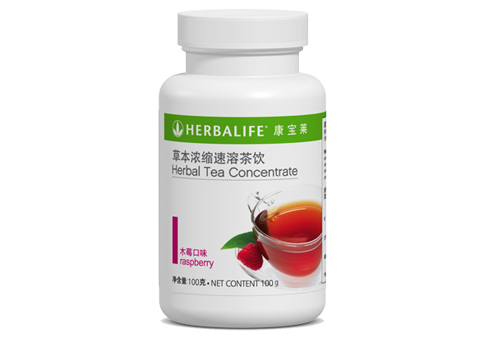 HERBALIFE® 康宝莱
草本浓缩速溶茶饮
Herbal Tea Concentrate
木莓口味
raspberry
净含量:100克 • NET CONTENT 100 g